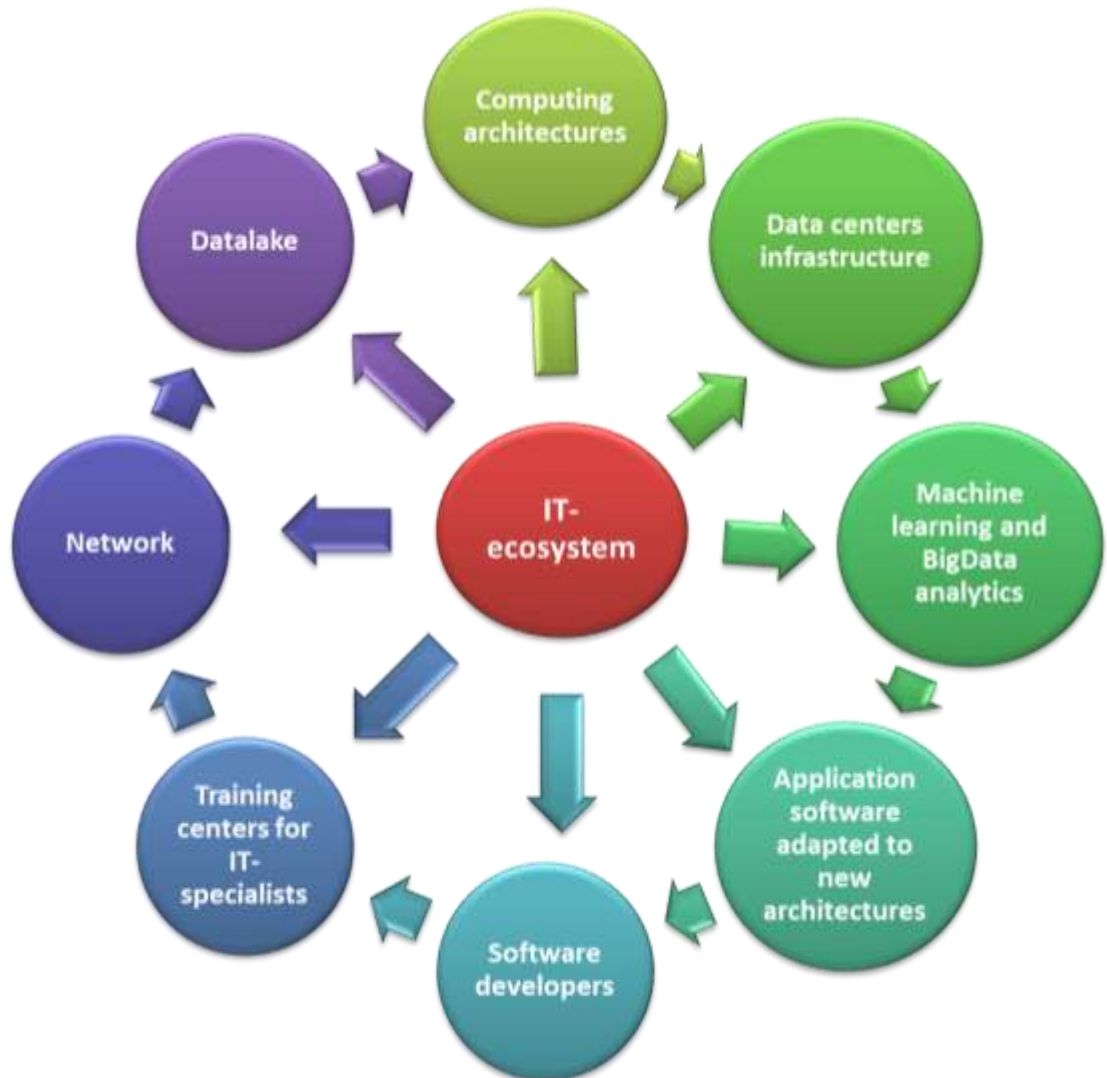 Computing
architectures
Data centers
infrastructure
Machine
learning and
BigData
analytics
Application
software
adapted to
new
architectures
Software
developers
Training
centers for
IT-
specialists
Network
Datalake
IT-
ecosystem